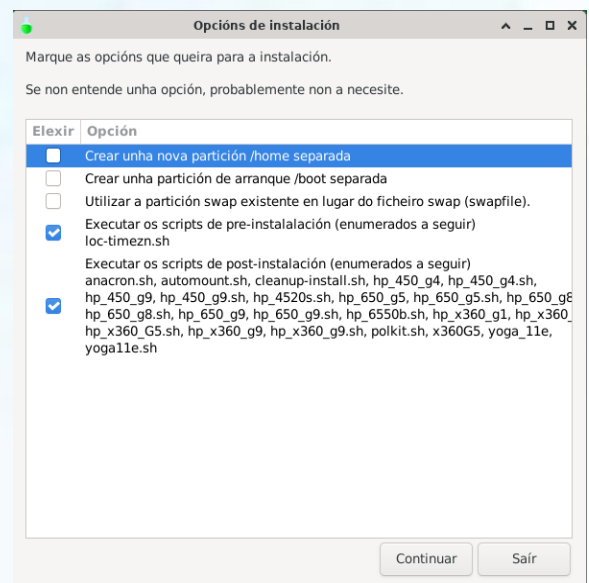 Opcións de instalación
Marque as opcións que queira para a instalación.
Se non entende unha opción, probablemente non a necesite.
Elexir Opción
Crear unha nova partición /home separada
Crear unha partición de arranque /boot separada
Utilizar a partición swap existente en lugar do ficheiro swap (swapfile).
Executar os scripts de pre-instalalación (enumerados a seguir)
loc-timezn.sh
Executar os scripts de post-instalación (enumerados a seguir)
anacron.sh, automount.sh, cleanup-install.sh, hp_450_g4, hp_450_g4.sh,
hp_450_g9, hp_450_g9.sh, hp_4520s.sh, hp_650_g5, hp_650_g5.sh, hp_650_g8
hp_650_g8.sh, hp_650_g9, hp_650_g9.sh, hp_6550b.sh, hp_x360_g1, hp_x360_
hp_x360_G5.sh, hp_x360_g9, hp_x360_g9.sh, polkit.sh, x360G5, yoga_11e,
yoga11e.sh
Continuar
Saír